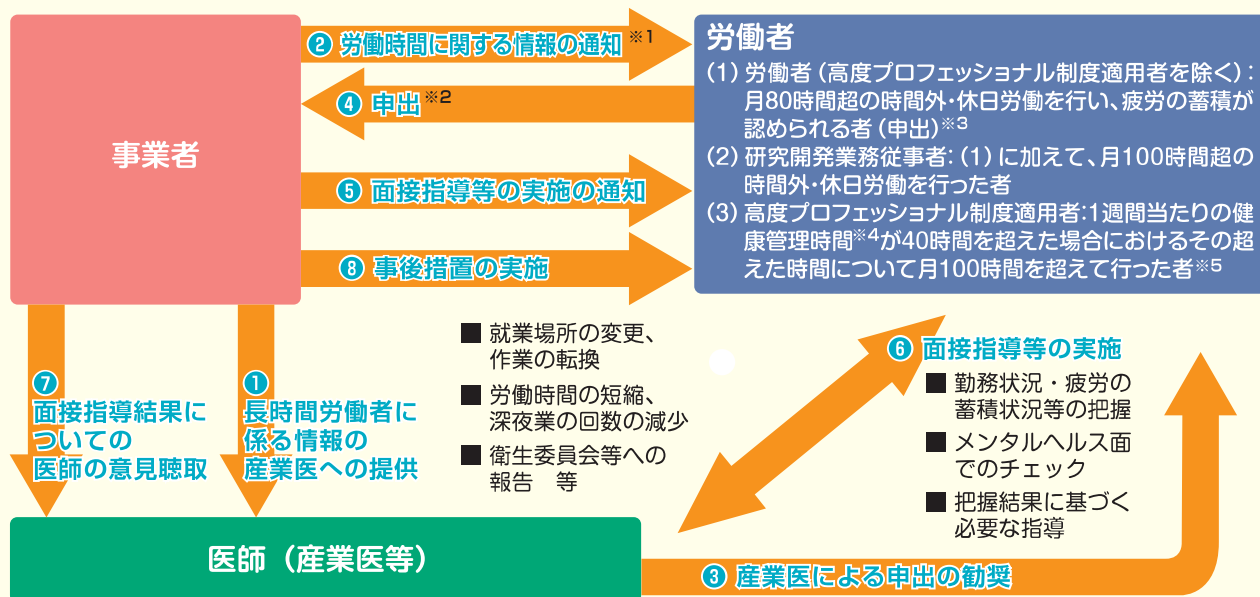 事業者
❷ 労働時間に関する情報の通知※1
❹ 申出※2
❺ 面接指導等の実施の通知
❽ 事後措置の実施
労働者
(1) 労働者(高度プロフェッショナル制度適用者を除く):
月80時間超の時間外・休日労働を行い、疲労の蓄積が
認められる者(申出)※3
(2) 研究開発業務従事者:(1)に加えて、月100時間超の
時間外・休日労働を行った者
(3) 高度プロフェッショナル制度適用者:1週間当たりの健
康管理時間※4が40時間を超えた場合におけるその超
えた時間について月100時間を超えて行った者※5
❼
面接指導結果に
ついての
医師の意見聴取
❶
長時間労働者に
係る情報の
産業医への提供
■ 就業場所の変更、
作業の転換
■ 労働時間の短縮、
深夜業の回数の減少
■ 衛生委員会等への
報告 等
❻ 面接指導等の実施
■ 勤務状況・疲労の
蓄積状況等の把握
■ メンタルヘルス面
でのチェック
■ 把握結果に基づく
必要な指導
医師(産業医等)
❸ 産業医による申出の勧奨